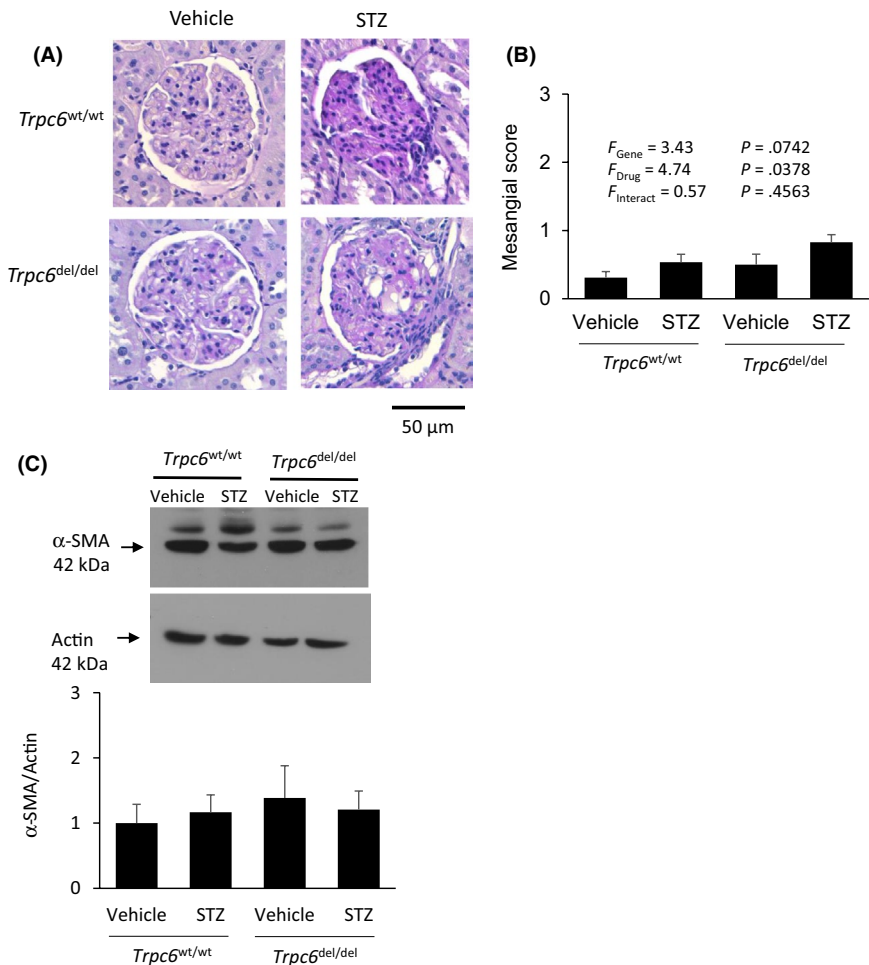 Vehicle STZ
(A)
Trpc6wt/wt
Trpc6del/del
50 µm
(B)
Mesangial score
3
2
1
0
FGene = 3.43 P = .0742
FDrug = 4.74 P = .0378
FInteract = 0.57 P = .4563
Vehicle STZ Vehicle STZ
Trpc6wt/wt Trpc6del/del
(C)
Trpc6wt/wt Trpc6del/del
Vehicle STZ Vehicle STZ
α-SMA
42 kDa
Actin
42 kDa
α-SMA/Actin
3
2
1
0
Vehicle STZ Vehicle STZ
Trpc6wt/wt Trpc6del/del